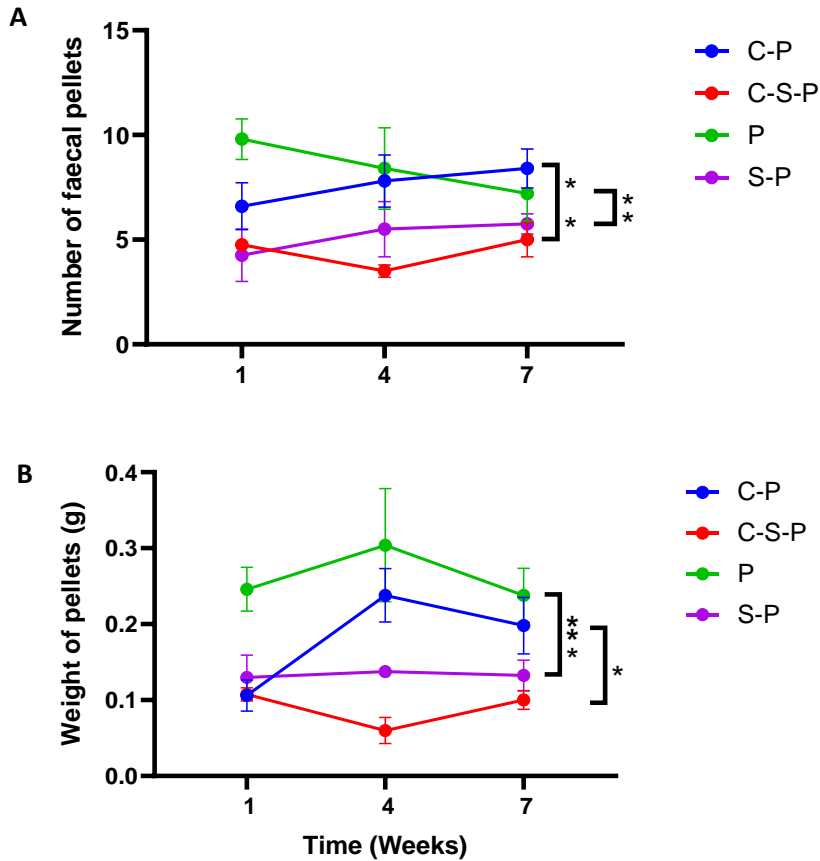 A
Number of faecal pellets
15
10
5
0
1 4 7
C-P
C-S-P
P
S-P
*
*
**
B
Weight of pellets (g)
0.4
0.3
0.2
0.1
0.0
1 4 7
Time (Weeks)
C-P
C-S-P
P
S-P
***
*